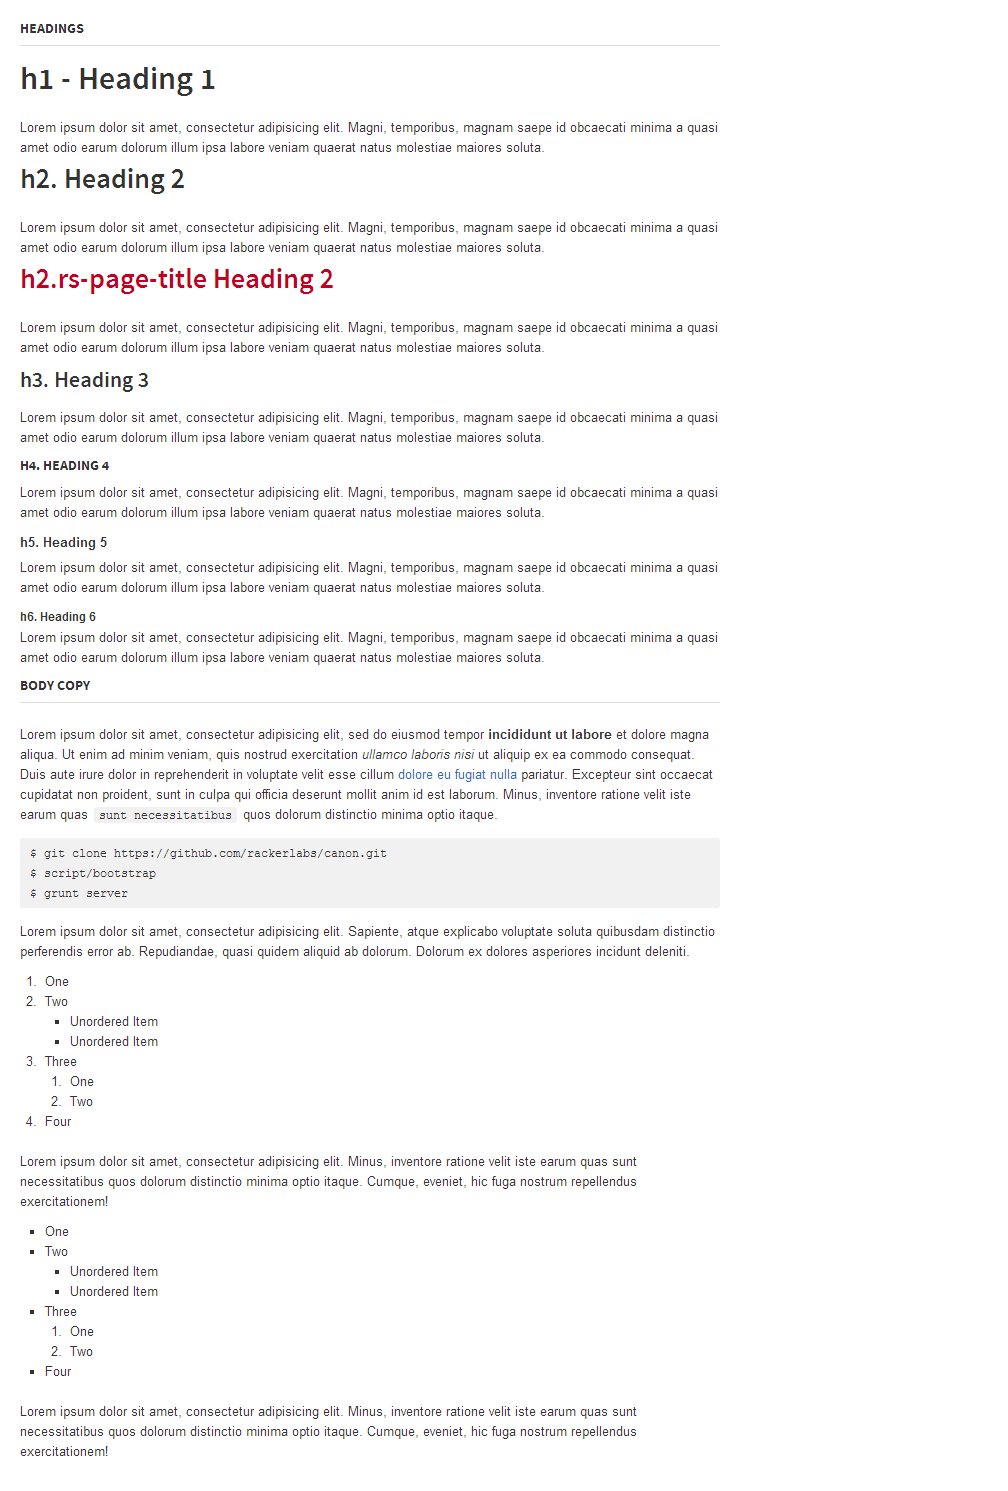 HEADINGS
h1 - Heading 1
Lorem ipsum dolor sit amet, consectetur adipisicing elit. Magni, temporibus, magnam saepe id obcaecati minima a quasi
amet odio earum dolorum illum ipsa labore veniam quaerat natus molestiae maiores soluta.
h2. Heading 2
Lorem ipsum dolor sit amet, consectetur adipisicing elit. Magni, temporibus, magnam saepe id obcaecati minima a quasi
amet odio earum dolorum illum ipsa labore veniam quaerat natus molestiae maiores soluta.
h2.rs-page-title Heading 2
Lorem ipsum dolor sit amet, consectetur adipisicing elit. Magni, temporibus, magnam saepe id obcaecati minima a quasi
amet odio earum dolorum illum ipsa labore veniam quaerat natus molestiae maiores soluta.
h3. Heading 3
Lorem ipsum dolor sit amet, consectetur adipisicing elit. Magni, temporibus, magnam saepe id obcaecati minima a quasi
amet odio earum dolorum illum ipsa labore veniam quaerat natus molestiae maiores soluta.
H4. HEADING 4
Lorem ipsum dolor sit amet, consectetur adipisicing elit. Magni, temporibus, magnam saepe id obcaecati minima a quasi
amet odio earum dolorum illum ipsa labore veniam quaerat natus molestiae maiores soluta.
h5. Heading 5
Lorem ipsum dolor sit amet, consectetur adipisicing elit. Magni, temporibus, magnam saepe id obcaecati minima a quasi
amet odio earum dolorum illum ipsa labore veniam quaerat natus molestiae maiores soluta.
h6. Heading 6
Lorem ipsum dolor sit amet, consectetur adipisicing elit. Magni, temporibus, magnam saepe id obcaecati minima a quasi
amet odio earum dolorum illum ipsa labore veniam quaerat natus molestiae maiores soluta.
BODY COPY
Lorem ipsum dolor sit amet, consectetur adipisicing elit, sed do eiusmod tempor incididunt ut labore et dolore magna
aliqua. Ut enim ad minim veniam, quis nostrud exercitation ullamco laboris nisi ut aliquip ex ea commodo consequat.
Duis aute irure dolor in reprehenderit in voluptate velit esse cillum dolore eu fugiat nulla pariatur. Excepteur sint occaecat
cupidatat non proident, sunt in culpa qui officia deserunt mollit anim id est laborum. Minus, inventore ratione velit iste
earum quas sunt necessitatibus quos dolorum distinctio minima optio itaque.
$ git clone https://github.com/rackerlabs/canon.git
$ script/bootstrap
$ grunt server
Lorem ipsum dolor sit amet, consectetur adipisicing elit. Sapiente, atque explicabo voluptate soluta quibusdam distinctio
perferendis error ab. Repudiandae, quasi quidem aliquid ab dolorum. Dolorum ex dolores asperiores incidunt deleniti.
1. One
2. Two
▪ Unordered Item
▪ Unordered Item
3. Three
1. One
2. Two
4. Four
Lorem ipsum dolor sit amet, consectetur adipisicing elit. Minus, inventore ratione velit iste earum quas sunt
necessitatibus quos dolorum distinctio minima optio itaque. Cumque, eveniet, hic fuga nostrum repellendus
exercitationem!
▪ One
▪ Two
▪ Unordered Item
▪ Unordered Item
▪ Three
1. One
2. Two
▪ Four
Lorem ipsum dolor sit amet, consectetur adipisicing elit. Minus, inventore ratione velit iste earum quas sunt
necessitatibus quos dolorum distinctio minima optio itaque. Cumque, eveniet, hic fuga nostrum repellendus
exercitationem!